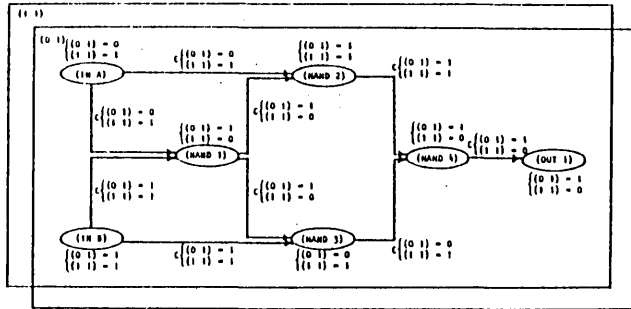 (1 1)
(0 1)
{(0 1) = 0
{(1 1) = 1
(IN A)
C{(0 1) = 0
{(1 1) = 1
{(0 1) = 1
{(1 1) = 1
(NAND 2)
C{(0 1) = 1
{(1 1) = 1
C{(0 1) = 0
{(1 1) = 1
{(0 1) = 1
{(1 1) = 0
(NAND 1)
C{(0 1) = 1
{(1 1) = 0
{(0 1) = 1
{(1 1) = 0
(NAND 4)
C{(0 1) = 1
{(1 1) = 0
(OUT 1)
{(0 1) = 1
{(1 1) = 0
C{(0 1) = 1
{(1 1) = 1
C{(0 1) = 1
{(1 1) = 0
(IN B)
{(0 1) = 1
{(1 1) = 1
C{(0 1) = 1
{(1 1) = 1
(NAND 3)
{(0 1) = 0
{(1 1) = 1
C{(0 1) = 0
{(1 1) = 1